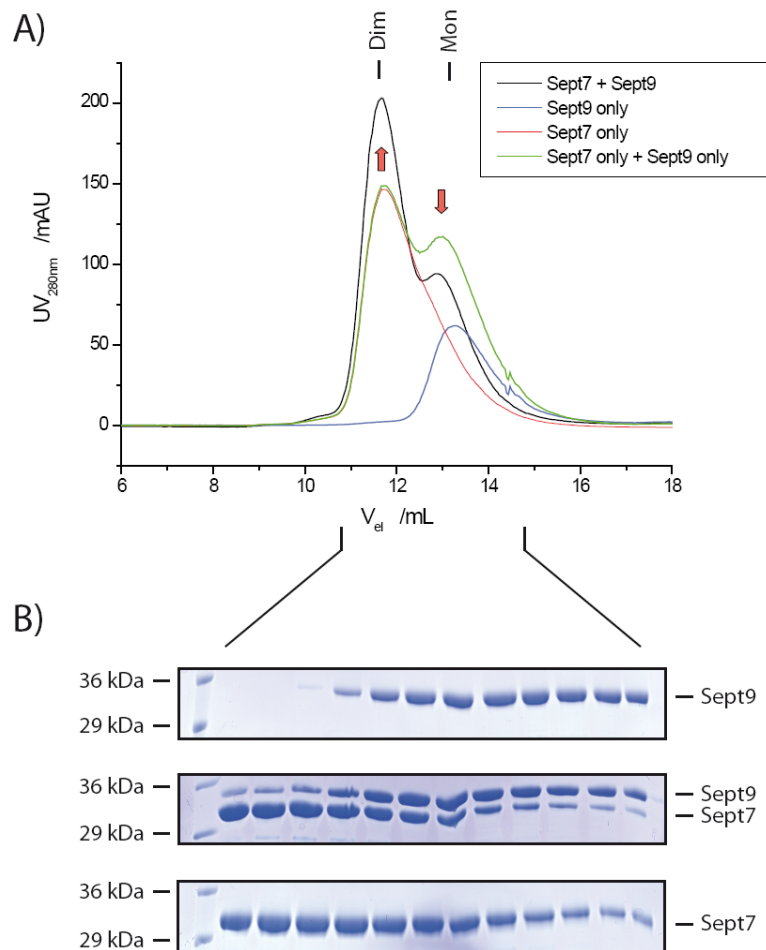 A)
Dim
Mon
Sept7 + Sept9
Sept9 only
Sept7 only
Sept7 only + Sept9 only
UV280nm /mAU
200
150
100
50
0
6 8 10 12 14 16 18
Vel /mL
B)
36 kDa
29 kDa
Sept9
36 kDa
29 kDa
Sept9
Sept7
36 kDa
29 kDa
Sept7